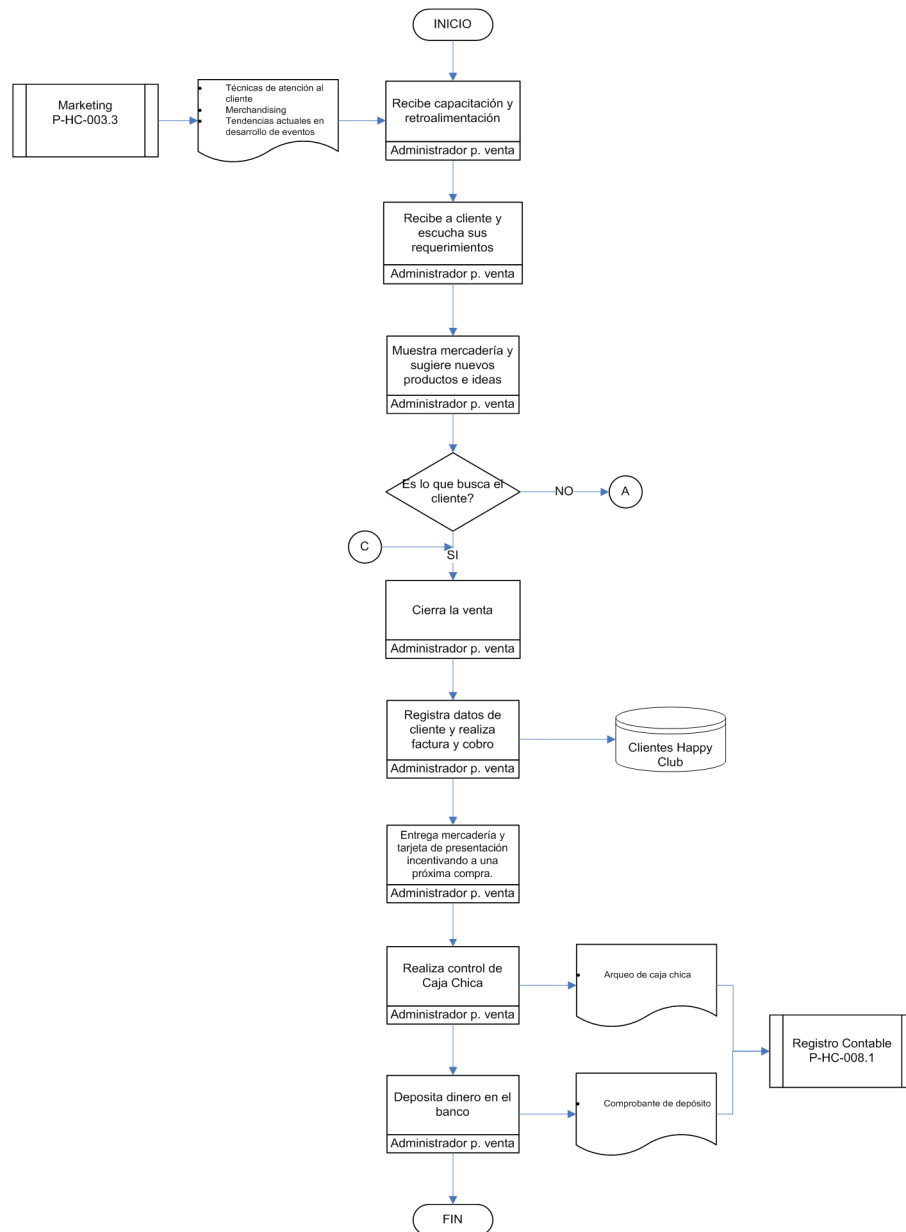 INICIO
Marketing
P-HC-003.3
Técnicas de atención al
cliente
Merchandising
Tendencias actuales en
desarrollo de eventos
Recibe capacitación y
retroalimentación
Administrador p. venta
Recibe a cliente y
escucha sus
requerimientos
Administrador p. venta
Muestra mercadería y
sugiere nuevos
productos e ideas
Administrador p. venta
Es lo que busca el
cliente?
NO
A
C
SI
Cierra la venta
Administrador p. venta
Registra datos de
cliente y realiza
factura y cobro
Administrador p. venta
Clientes Happy
Club
Entrega mercadería y
tarjeta de presentación
incentivando a una
próxima compra.
Administrador p. venta
Realiza control de
Caja Chica
Administrador p. venta
Arqueo de caja chica
Registro Contable
P-HC-008.1
Deposita dinero en el
banco
Administrador p. venta
Comprobante de depósito
FIN